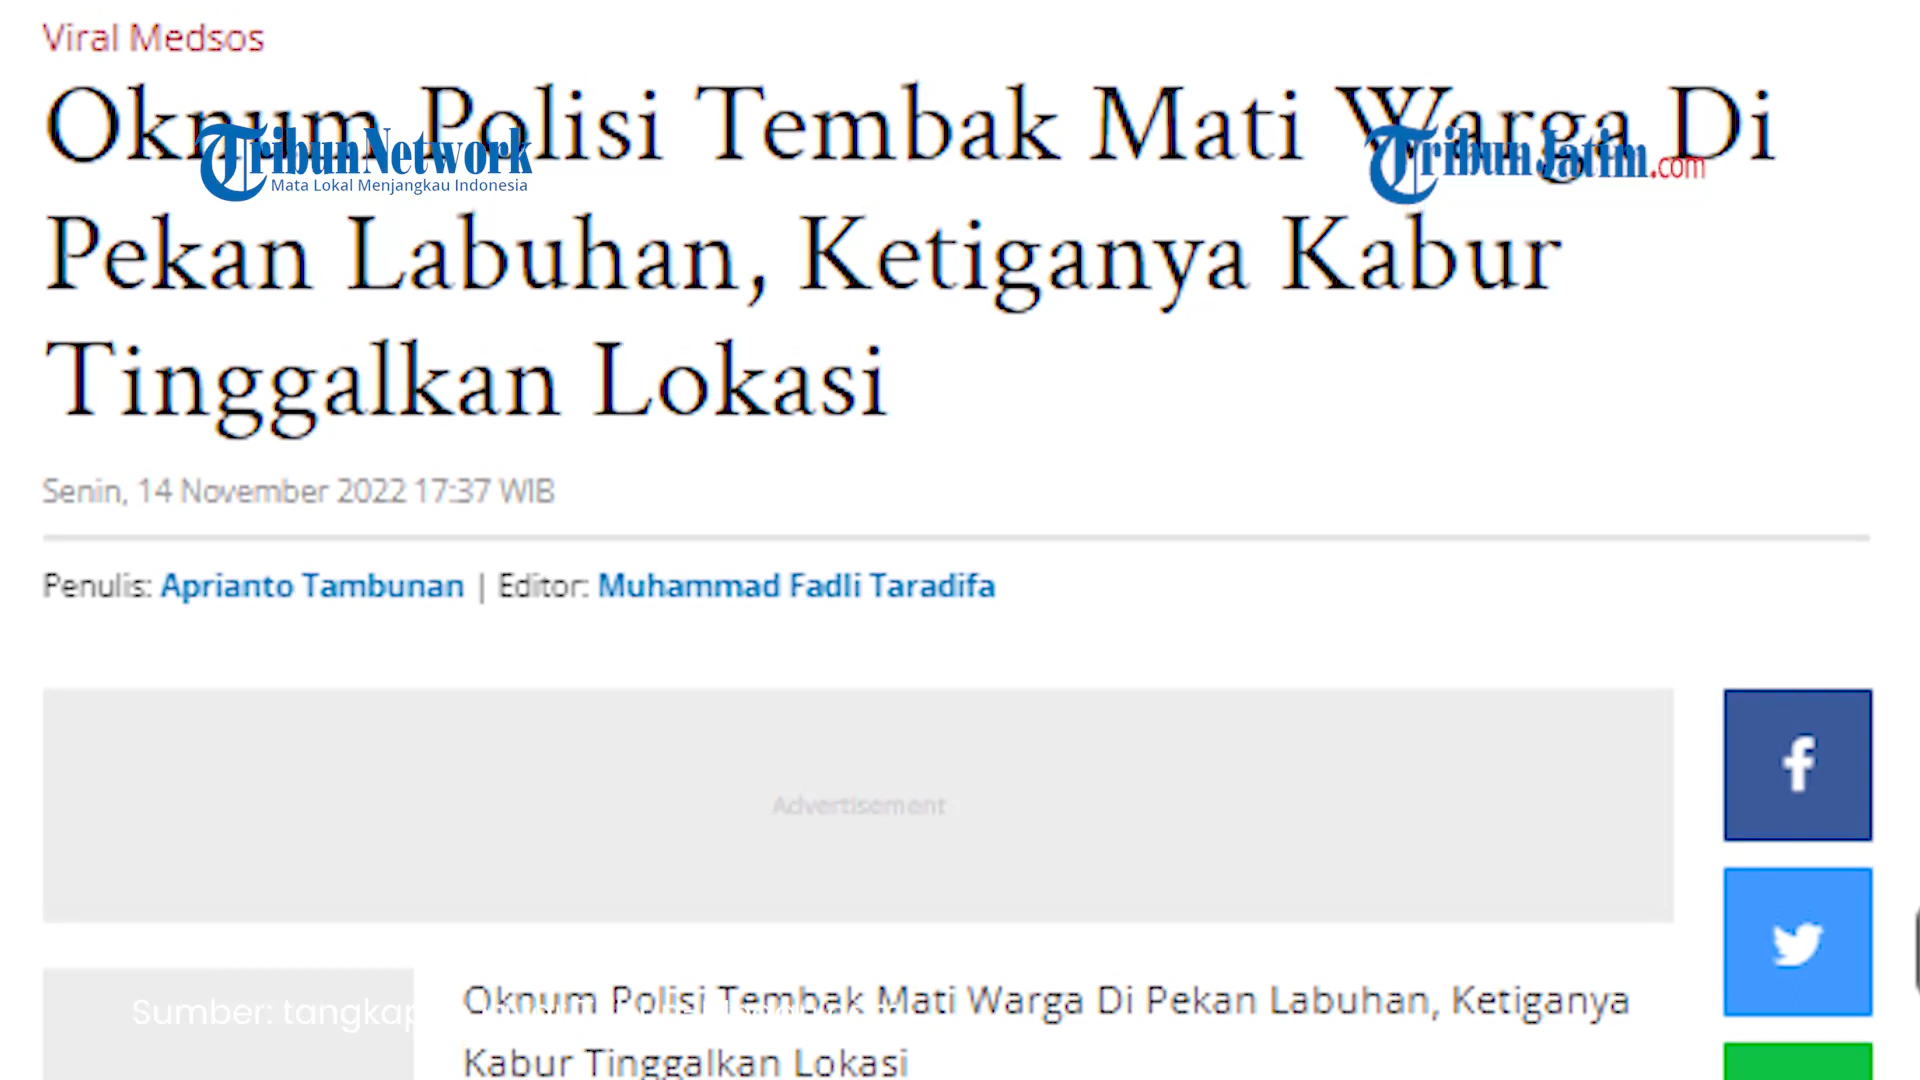 Viral Medsos
Oknum Polisi Tembak Mati Warga Di
TribunNetwork
Mata Lokal Menjangkau Indonesia
TribunJatim.com
Pekan Labuhan, Ketiganya Kabur
Tinggalkan Lokasi
Senin, 14 November 2022 17:37 WIB
Penulis: Aprianto Tambunan | Editor: Muhammad Fadli Taradifa
Advertisement
f
Oknum Polisi Tembak Mati Warga Di Pekan Labuhan, Ketiganya
Kabur Tinggalkan Lokasi
Sumber: